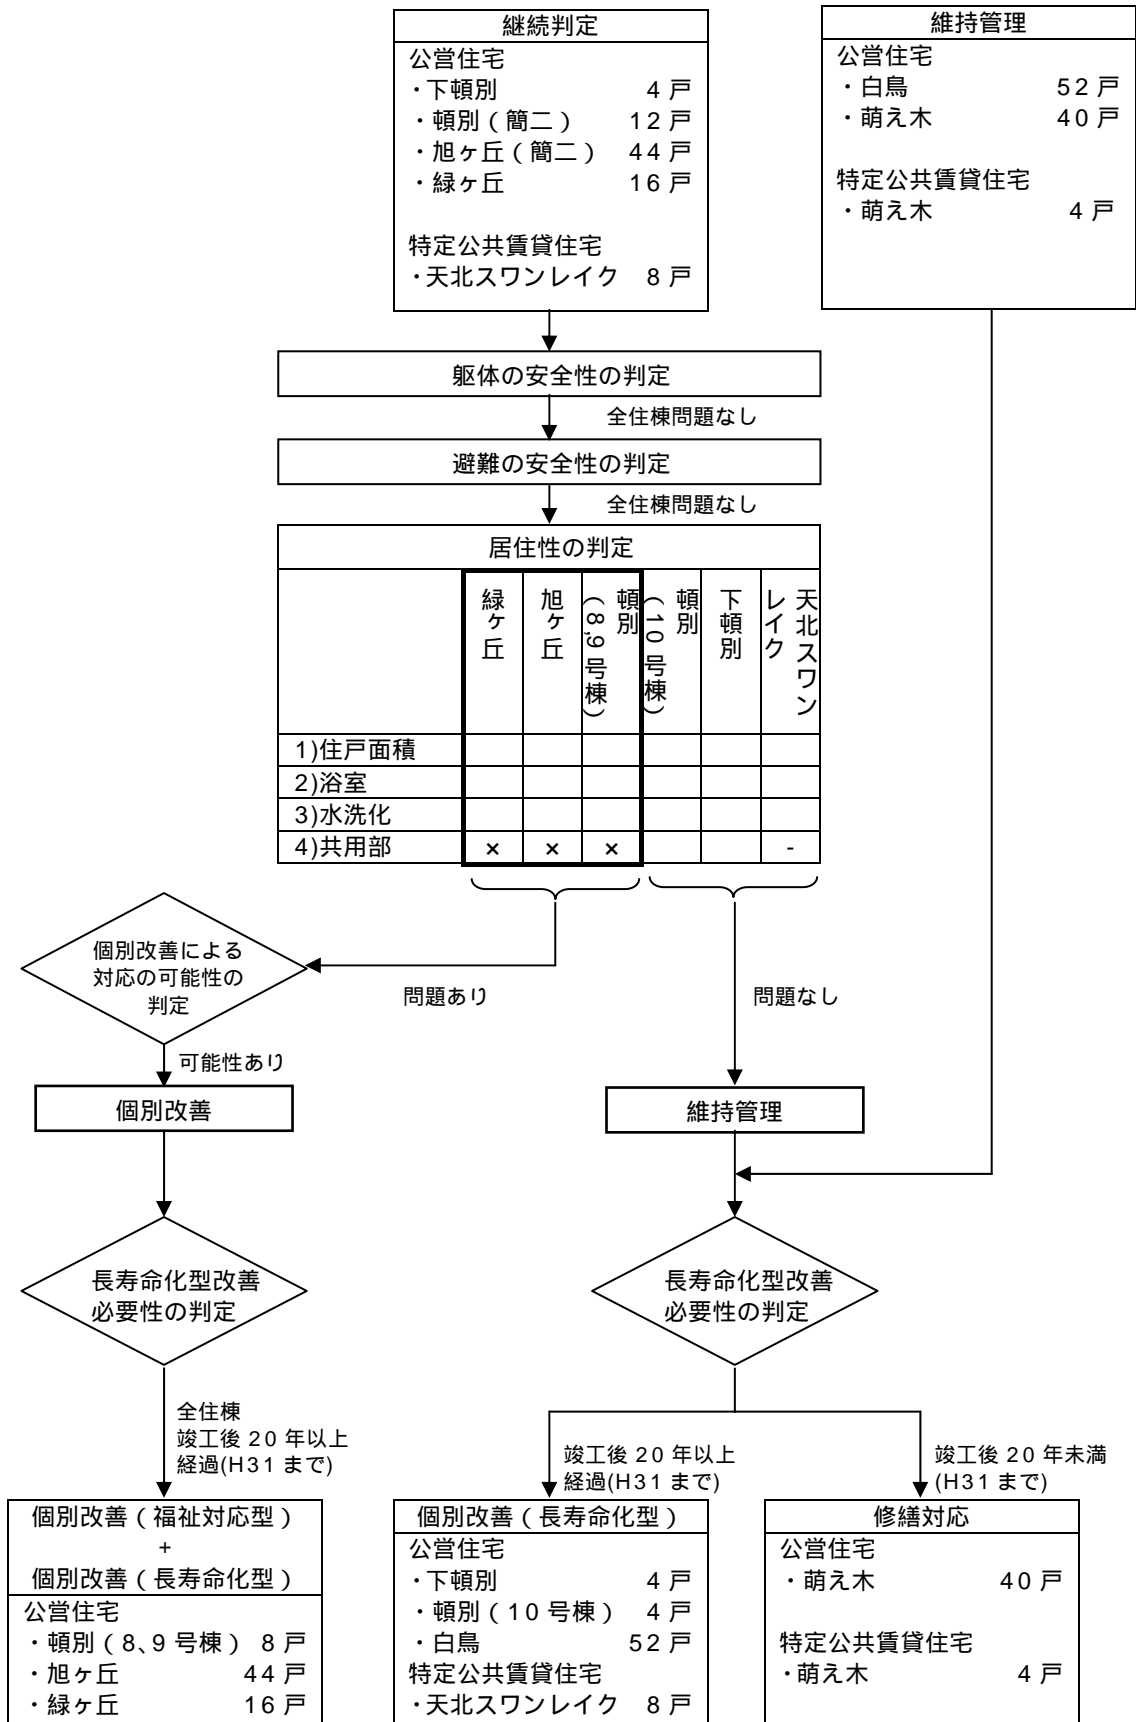 継続判定
公営住宅
・下頓別 4戸
・頓別（簡二） 12戸
・旭ヶ丘（簡二） 44戸
・緑ヶ丘 16戸
特定公共賃貸住宅
・天北スワンレイク 8戸
維持管理
公営住宅
・白鳥 52戸
・萌え木 40戸
特定公共賃貸住宅
・萌え木 4戸
躯体の安全性の判定
全住棟問題なし
避難の安全性の判定
全住棟問題なし
居住性の判定
緑ヶ丘
旭ヶ丘
頓別
（8,9号棟）
頓別
（10号棟）
下頓別
天北スワン
レイク
1)住戸面積
2)浴室
3)水洗化
4)共用部 × × × -
個別改善による
対応の可能性の
判定
問題あり
問題なし
可能性あり
個別改善
維持管理
長寿命化型改善
必要性の判定
長寿命化型改善
必要性の判定
全住棟
竣工後20年以上
経過(H31まで)
竣工後20年以上
経過(H31まで)
竣工後20年未満
(H31まで)
個別改善（福祉対応型）
+
個別改善（長寿命化型）
公営住宅
・頓別（8、9号棟） 8戸
・旭ヶ丘 44戸
・緑ヶ丘 16戸
個別改善（長寿命化型）
公営住宅
・下頓別 4戸
・頓別（10号棟） 4戸
・白鳥 52戸
特定公共賃貸住宅
・天北スワンレイク 8戸
修繕対応
公営住宅
・萌え木 40戸
特定公共賃貸住宅
・萌え木 4戸